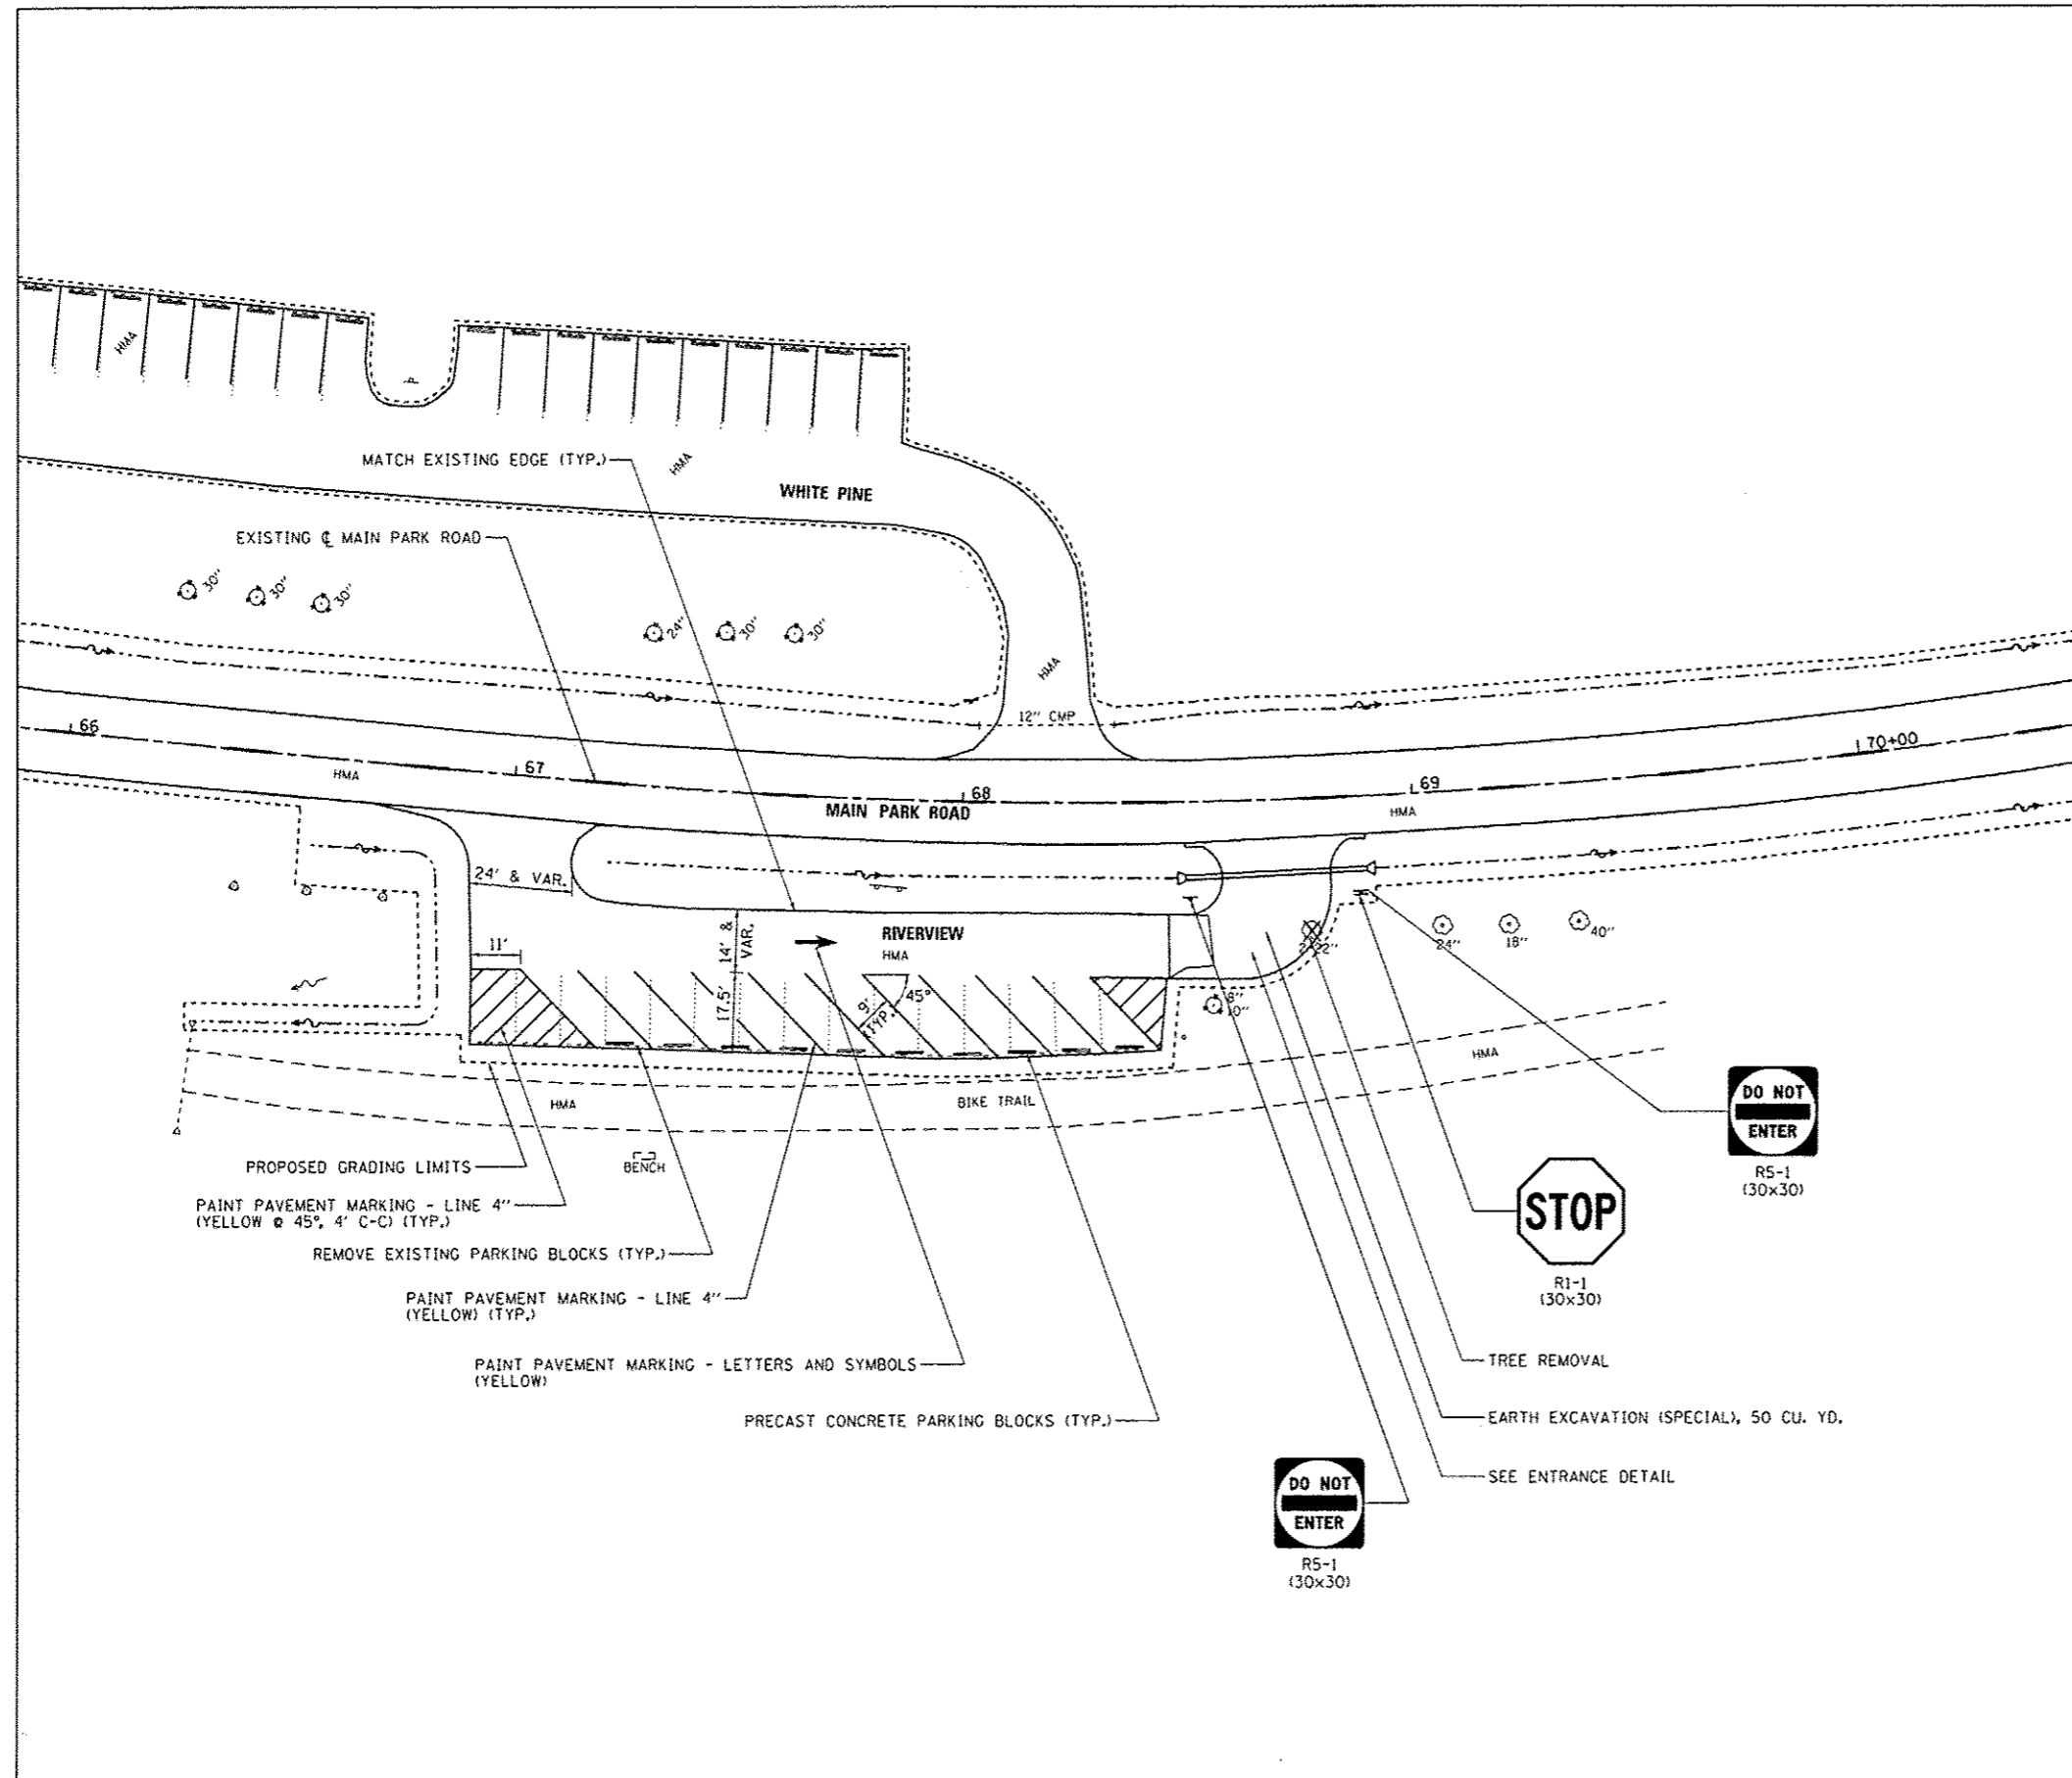 HMA
MATCH EXISTING EDGE (TYP.)
HMA
WHITE PINE
EXISTING ℄ MAIN PARK ROAD
30"
30"
30"
24"
30"
30"
HMA
12" CMP
66
67
68
69
70+00
HMA
MAIN PARK ROAD
HMA
24' & VAR.
11'
14' &
VAR.
17.5'
RIVERVIEW
HMA
9'
(TYP.)
45°
24"
18"
40"
HMA
HMA
BIKE TRAIL
BENCH
PROPOSED GRADING LIMITS
PAINT PAVEMENT MARKING - LINE 4"
(YELLOW @ 45°, 4' C-C) (TYP.)
REMOVE EXISTING PARKING BLOCKS (TYP.)
PAINT PAVEMENT MARKING - LINE 4"
(YELLOW) (TYP.)
PAINT PAVEMENT MARKING - LETTERS AND SYMBOLS
(YELLOW)
PRECAST CONCRETE PARKING BLOCKS (TYP.)
DO NOT
ENTER
R5-1
(30x30)
STOP
R1-1
(30x30)
TREE REMOVAL
EARTH EXCAVATION (SPECIAL), 50 CU. YD.
SEE ENTRANCE DETAIL
DO NOT
ENTER
R5-1
(30x30)